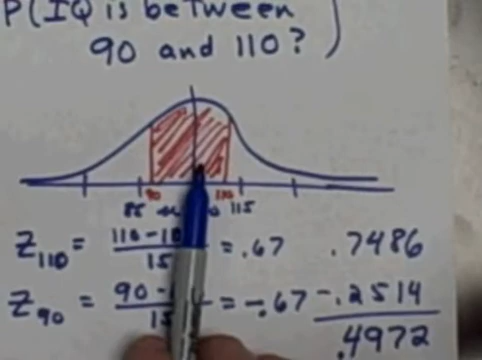 P(IQ is between
90 and 110?)
90 110
85 115
Z110 = 110-10 / 15 = .67 .7486
Z90 = 90- / 15 = -.67 -.2514
.4972